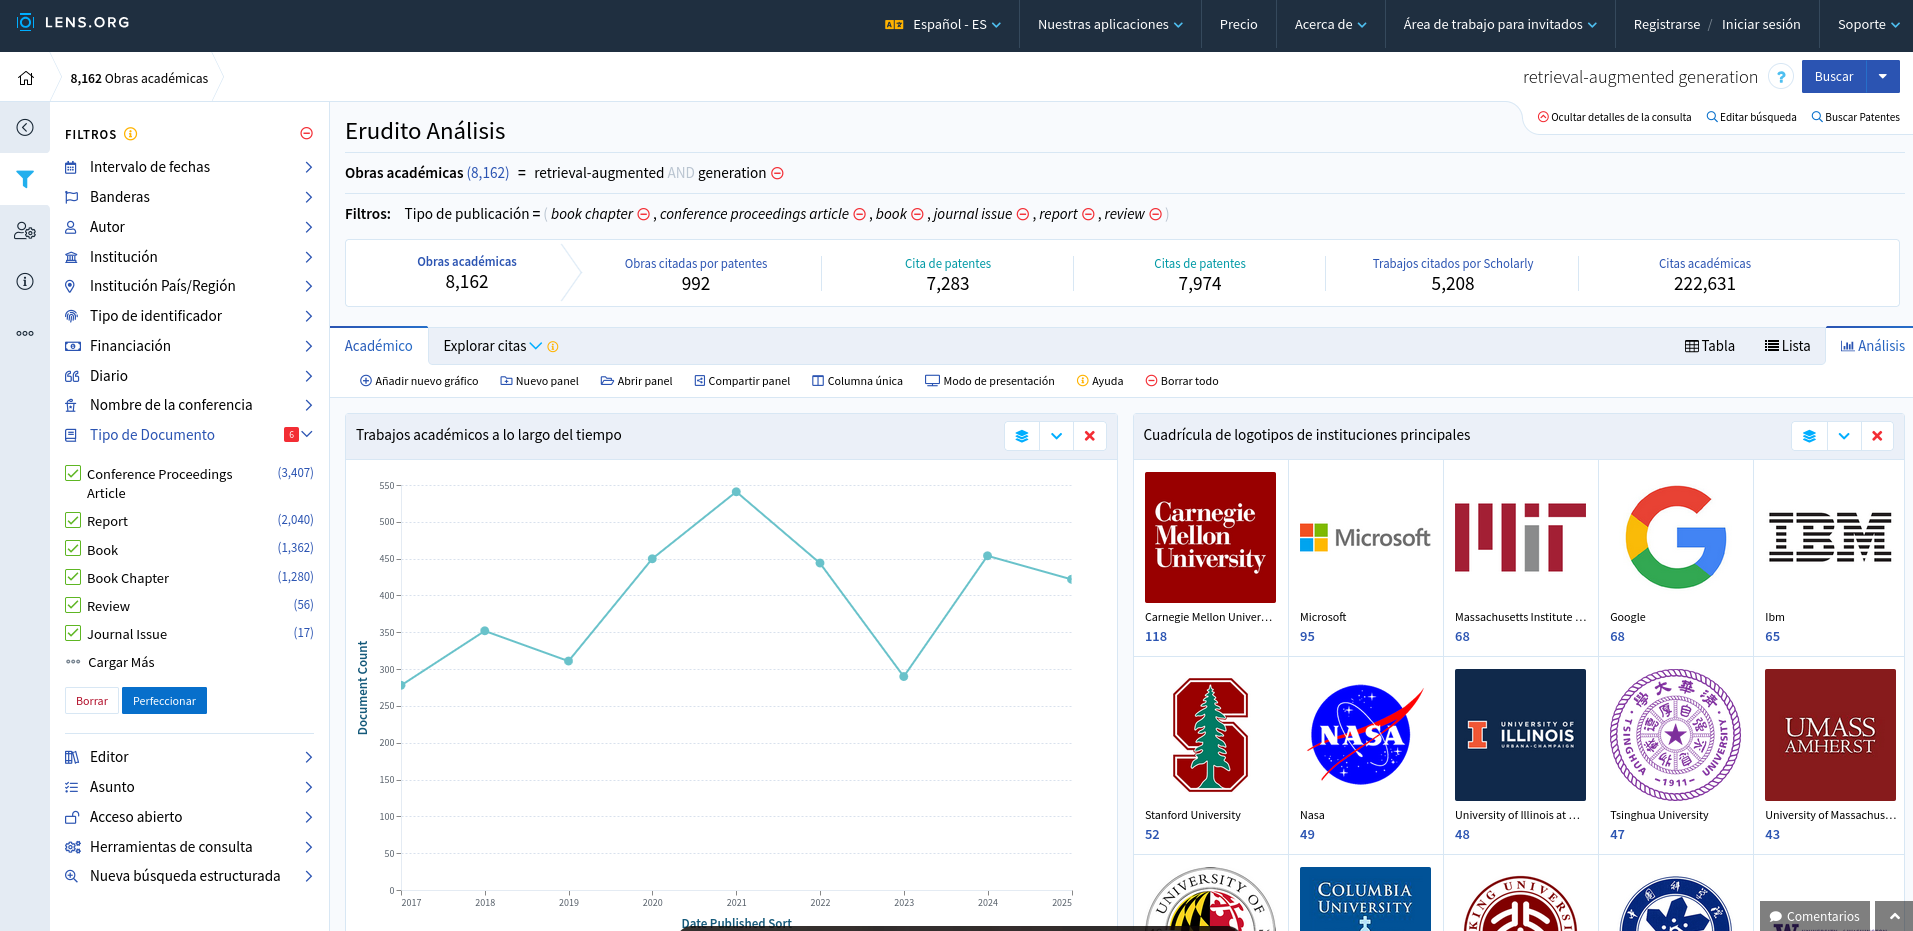 LENS.ORG
Español - ES
Nuestras aplicaciones
Precio
Acerca de
Área de trabajo para invitados
Registrarse / Iniciar sesión
Soporte
8,162 Obras académicas
retrieval-augmented generation
?
Buscar
Ocultar detalles de la consulta
Editar búsqueda
Buscar Patentes
FILTROS
Intervalo de fechas
Banderas
Autor
Institución
Institución País/Región
Tipo de identificador
Financiación
Diario
Nombre de la conferencia
Tipo de Documento 6
Conference Proceedings Article (3,407)
Report (2,040)
Book (1,362)
Book Chapter (1,280)
Review (56)
Journal Issue (17)
Cargar Más
Borrar
Perfeccionar
Editor
Asunto
Acceso abierto
Herramientas de consulta
Nueva búsqueda estructurada
Erudito Análisis
Obras académicas (8,162) = retrieval-augmented AND generation
Filtros: Tipo de publicación = ( book chapter , conference proceedings article , book , journal issue , report , review )
Obras académicas
8,162
Obras citadas por patentes
992
Cita de patentes
7,283
Citas de patentes
7,974
Trabajos citados por Scholarly
5,208
Citas académicas
222,631
Académico
Explorar citas
Tabla
Lista
Análisis
Añadir nuevo gráfico
Nuevo panel
Abrir panel
Compartir panel
Columna única
Modo de presentación
Ayuda
Borrar todo
Trabajos académicos a lo largo del tiempo
550
500
450
400
350
300
250
200
150
100
50
0
Document Count
2017 2018 2019 2020 2021 2022 2023 2024 2025
Date Published Sort
Cuadrícula de logotipos de instituciones principales
Carnegie
Mellon
University
Carnegie Mellon Univer...
118
Microsoft
Microsoft
95
MIT
Massachusetts Institute ...
68
G
Google
68
IBM
Ibm
65
S
Stanford University
52
NASA
Nasa
49
I
UNIVERSITY OF
ILLINOIS
URBANA-CHAMPAIGN
University of Illinois at ...
48
TSINGHUA UNIVERSITY
-1911-
Tsinghua University
47
UMASS
AMHERST
University of Massachus...
43
UNIVERSITY OF
COLUMBIA
UNIVERSITY
KING UNIVERS
Comentarios